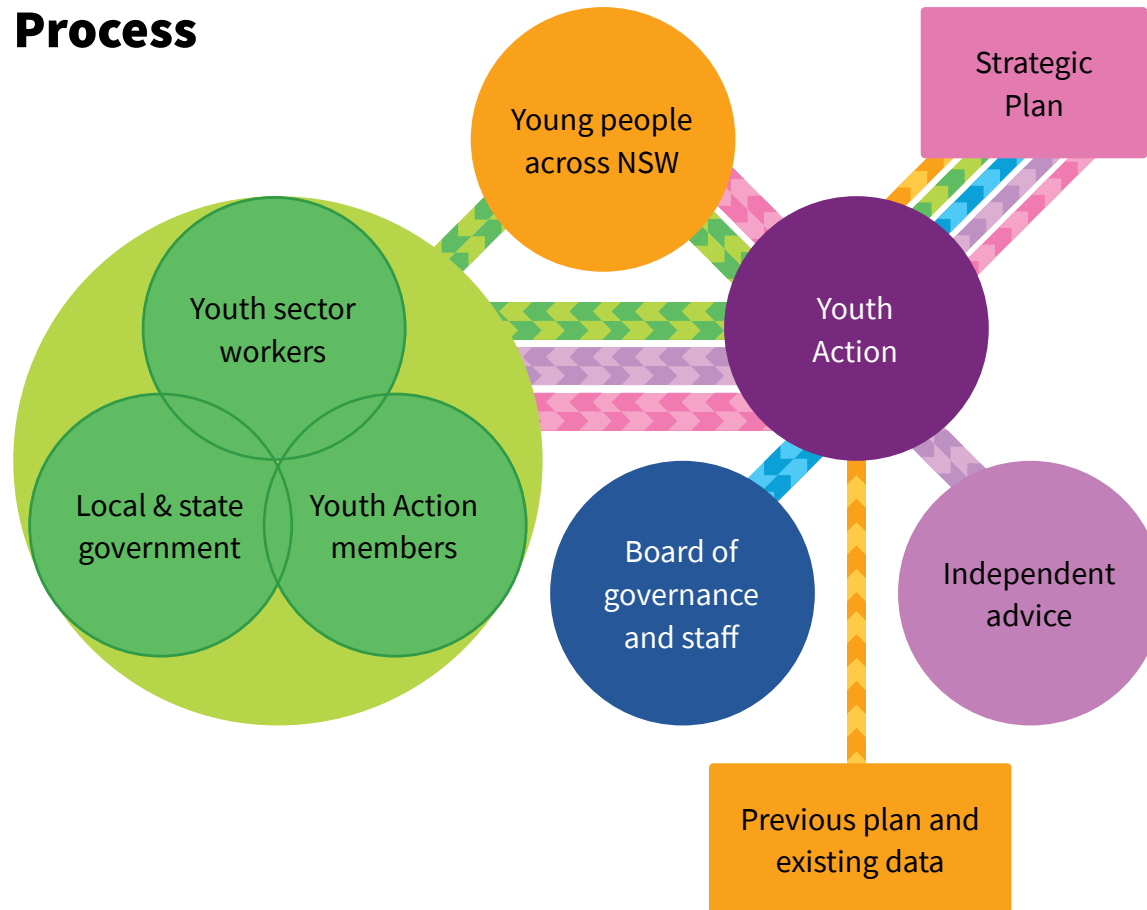 Process
Young people
across NSW
Strategic
Plan
Youth sector
workers
Youth
Action
Local & state
government
Youth Action
members
Board of
governance
and staff
Independent
advice
Previous plan and
existing data